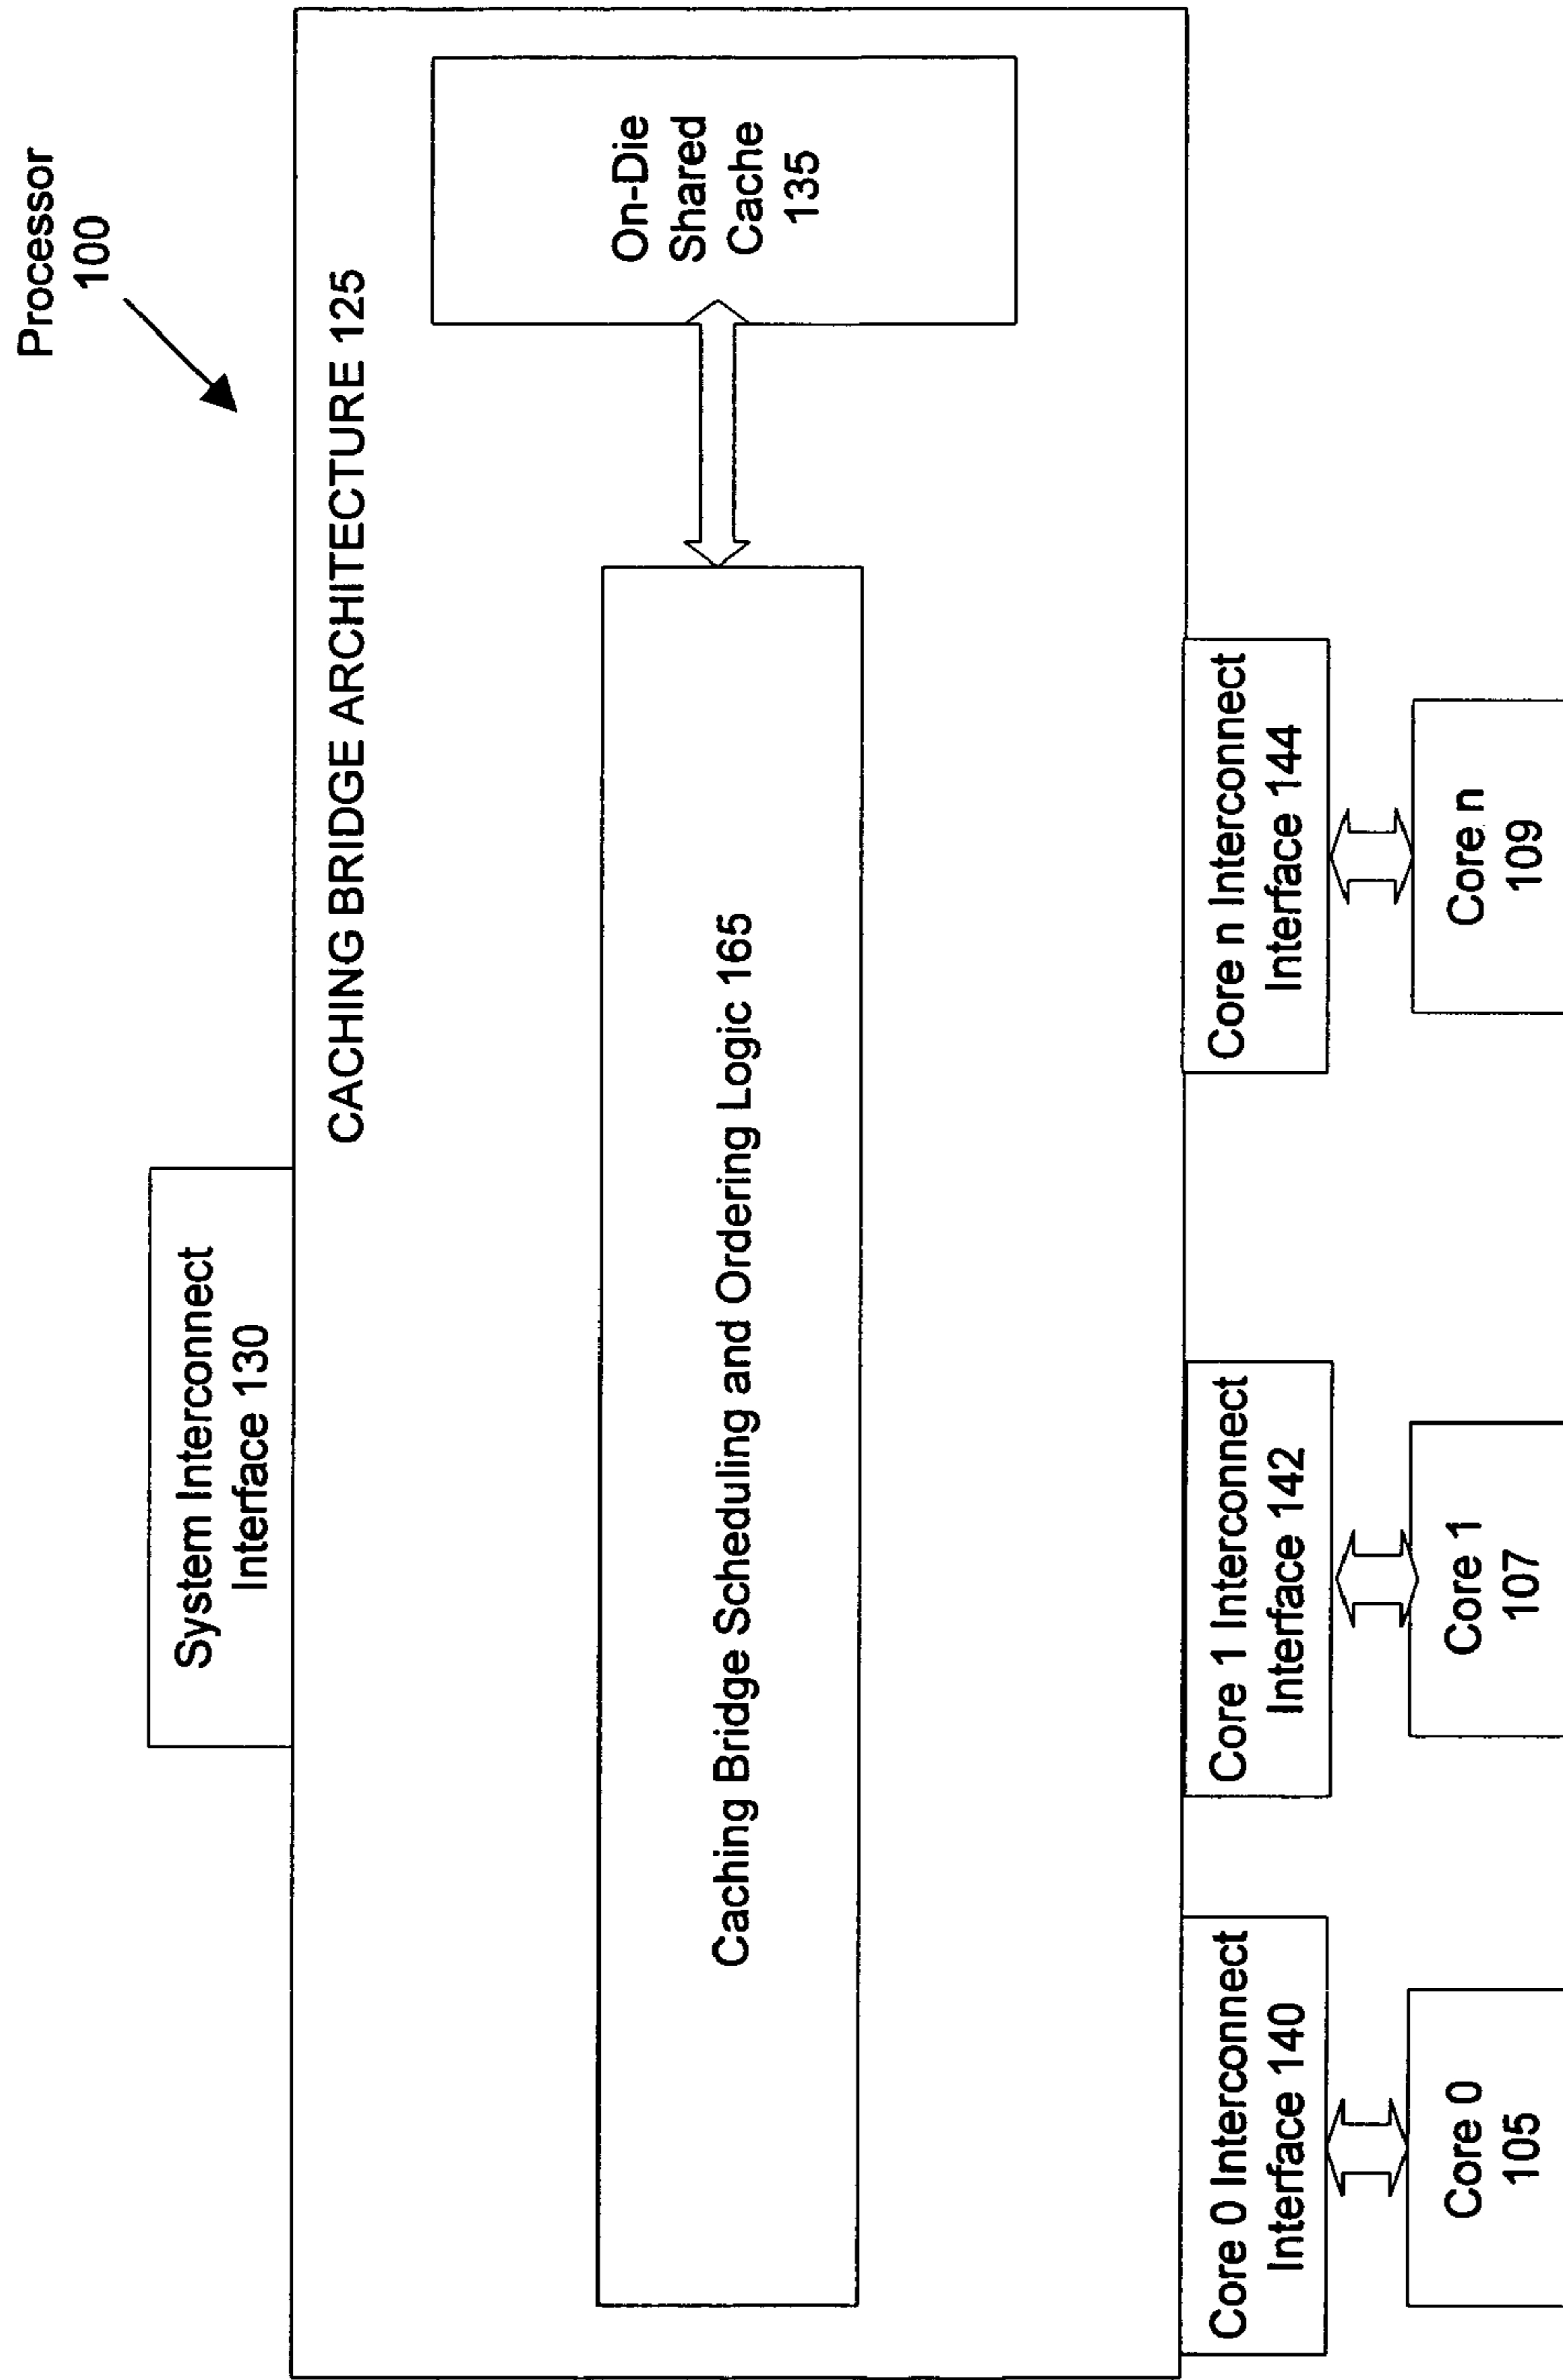 Processor
100
System Interconnect
Interface 130
CACHING BRIDGE ARCHITECTURE 125
On-Die
Shared
Cache
135
Caching Bridge Scheduling and Ordering Logic 165
Core 0 Interconnect
Interface 140
Core 1 Interconnect
Interface 142
Core n Interconnect
Interface 144
Core 0
105
Core 1
107
Core n
109